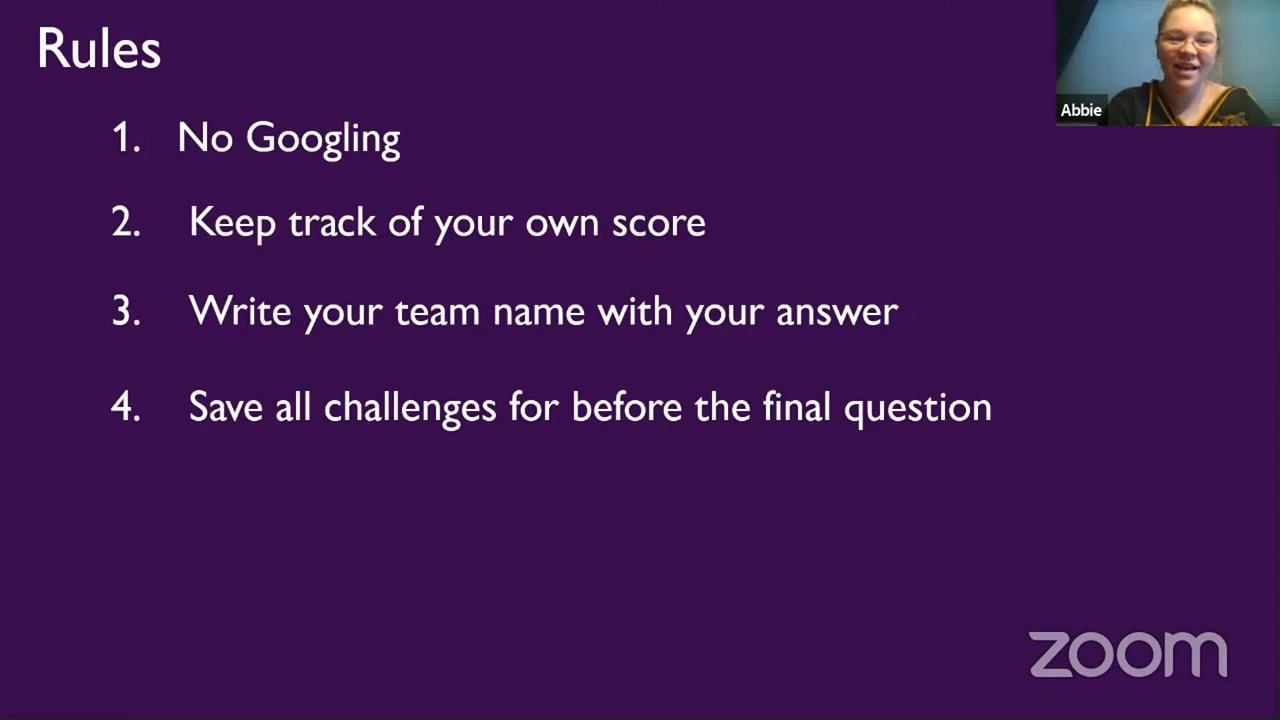 Rules
1. No Googling
2. Keep track of your own score
3. Write your team name with your answer
4. Save all challenges for before the final question
Abbie
zoom